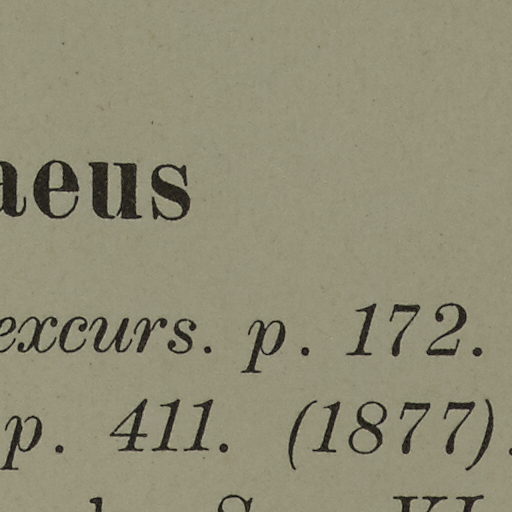 aeus
excurs. p. 172.
p. 411. (1877).